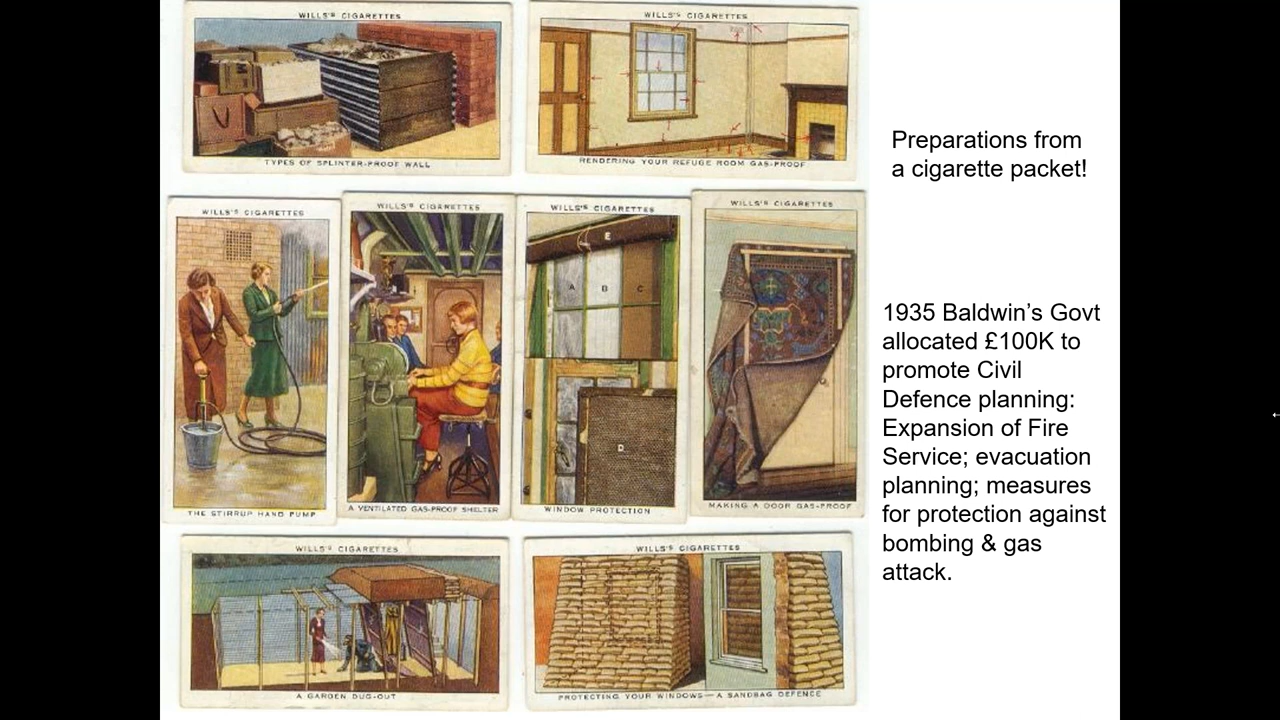 WILLS'S CIGARETTES
TYPES OF SPLINTER-PROOF WALL
WILLS'S CIGARETTES
RENDERING YOUR REFUGE ROOM GAS-PROOF
Preparations from
a cigarette packet!
WILLS'S CIGARETTES
THE STIRRUP HAND PUMP
WILLS'S CIGARETTES
A VENTILATED GAS-PROOF SHELTER
WILLS'S CIGARETTES
E
A B C
D
WINDOW PROTECTION
WILLS'S CIGARETTES
MAKING A DOOR GAS-PROOF
1935 Baldwin's Govt
allocated £100K to
promote Civil
Defence planning:
Expansion of Fire
Service; evacuation
planning; measures
for protection against
bombing & gas
attack.
WILLS'S CIGARETTES
A GARDEN DUG-OUT
WILLS'S CIGARETTES
PROTECTING YOUR WINDOWS—A SANDBAG DEFENCE